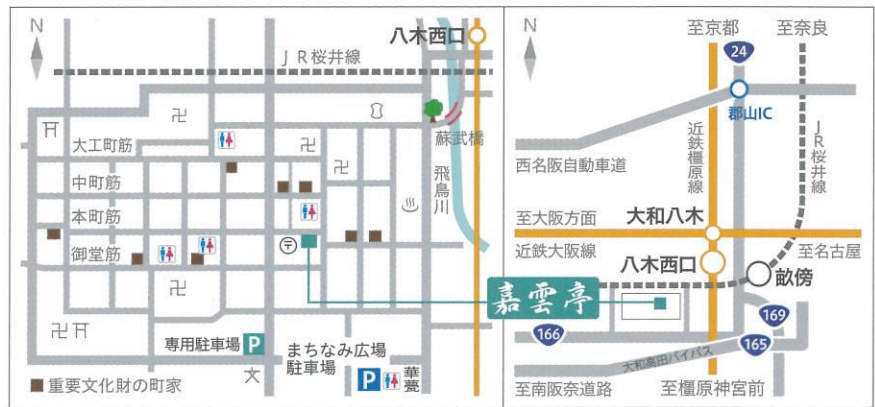 N
八木西口
JR桜井線
蘇武橋
飛鳥川
大工町筋
中町筋
本町筋
御堂筋
専用駐車場 P
まちなみ広場
駐車場
P
華甍
重要文化財の町家
嘉雲亭
N
至京都
至奈良
24
郡山IC
西名阪自動車道
近鉄橿原線
JR桜井線
至大阪方面
大和八木
近鉄大阪線
至名古屋
八木西口
畝傍
169
166
165
大和高田バイパス
至南阪奈道路
至橿原神宮前